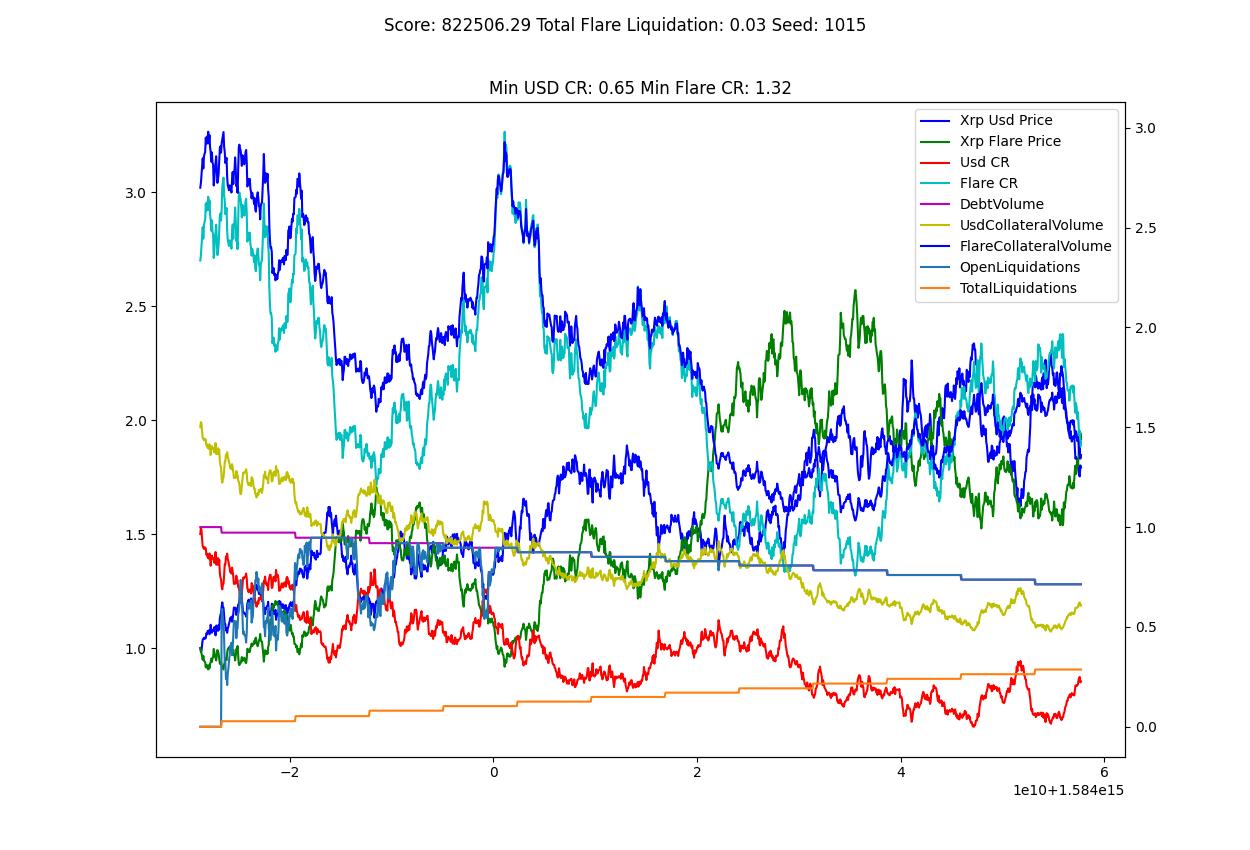 Score: 822506.29 Total Flare Liquidation: 0.03 Seed: 1015
Min USD CR: 0.65 Min Flare CR: 1.32
Xrp Usd Price
Xrp Flare Price
Usd CR
Flare CR
DebtVolume
UsdCollateralVolume
FlareCollateralVolume
OpenLiquidations
TotalLiquidations
3.0
2.5
2.0
1.5
1.0
3.0
2.5
2.0
1.5
1.0
0.5
0.0
−2
0
2
4
6
1e10+1.584e15